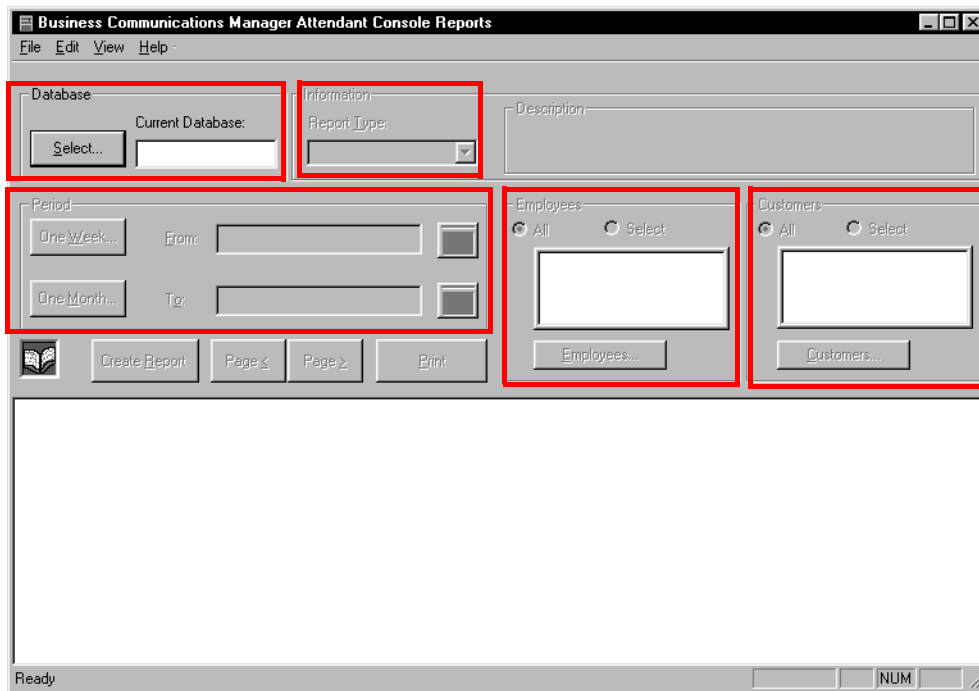 Business Communications Manager Attendant Console Reports
File Edit View Help
Database
Current Database:
Select...
Information
Report Type:
Description
Period
One Week...
From:
One Month...
To:
Employees
All
Select
Employees...
Customers
All
Select
Customers...
Create Report
Page <
Page >
Print
Ready
NUM